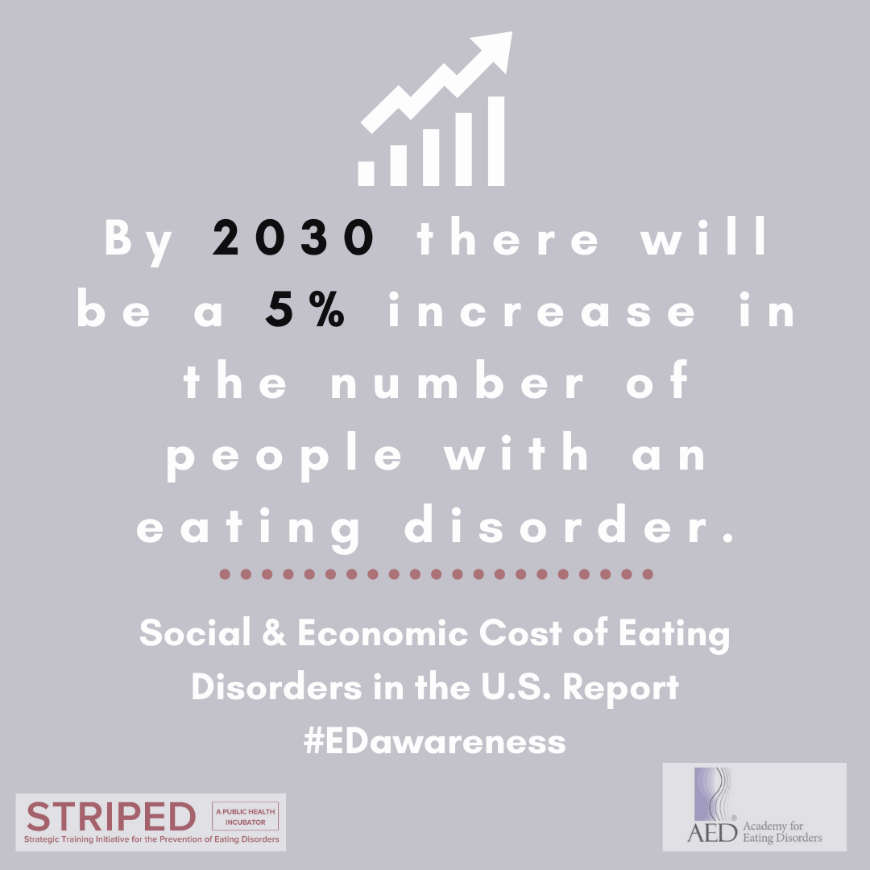 By 2030 there will
be a 5% increase in
the number of
people with an
eating disorder.
Social & Economic Cost of Eating
Disorders in the U.S. Report
#EDawareness
STRIPED
A PUBLIC HEALTH
INCUBATOR
Strategic Training Initiative for the Prevention of Eating Disorders
AED®
Academy for
Eating Disorders